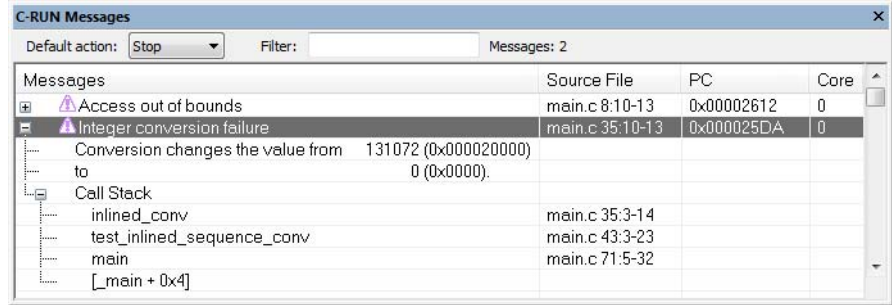 C-RUN Messages
Default action: Stop Filter: Messages: 2
Messages Source File PC Core
Access out of bounds main.c 8:10-13 0x00002612 0
Integer conversion failure main.c 35:10-13 0x000025DA 0
Conversion changes the value from 131072 (0x000020000)
to 0 (0x0000).
Call Stack
inlined_conv main.c 35:3-14
test_inlined_sequence_conv main.c 43:3-23
main main.c 71:5-32
[_main + 0x4]